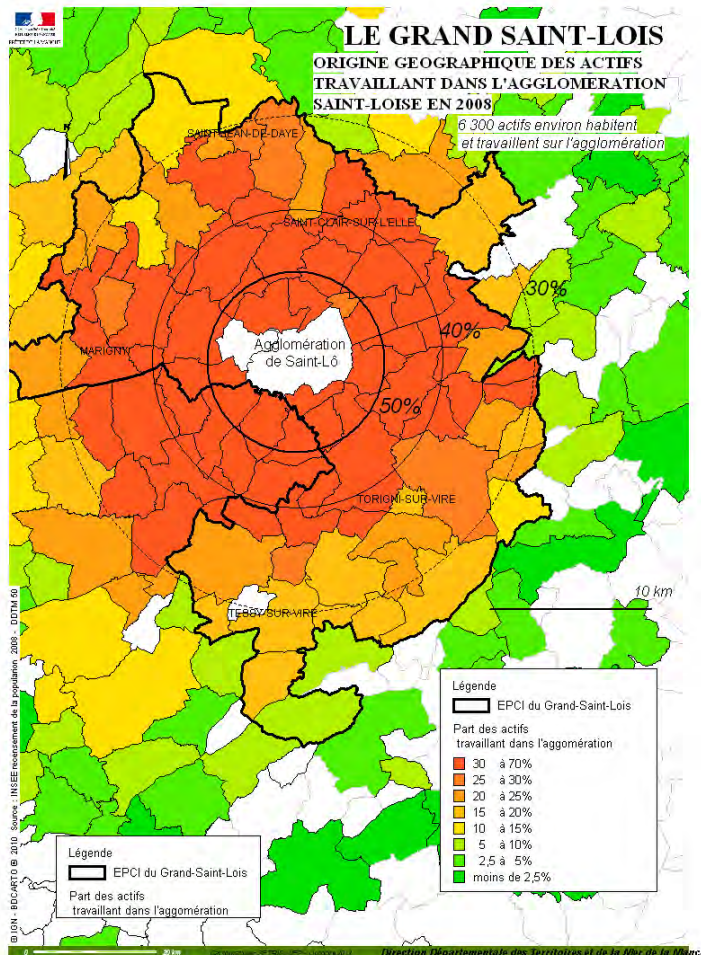 LE GRAND SAINT-LOIS
ORIGINE GEOGRAPHIQUE DES ACTIFS
TRAVAILLANT DANS L'AGGLOMERATION
SAINT-LOISE EN 2008
6 300 actifs environ habitent
et travaillent sur l'agglomération
SAINT-JEAN-DE-DAYE
SAINT-CLAIR-SUR-L'ELLE
30%
40%
MARIGNY
Agglomération
de Saint-Lô
50%
TORIGNI-SUR-VIRE
10 km
TESSY-SUR-VIRE
Légende
EPCI du Grand-Saint-Lois
Part des actifs
travaillant dans l'aggomération
30 à 70%
25 à 30%
20 à 25%
15 à 20%
10 à 15%
5 à 10%
2,5 à 5%
moins de 2,5%
Légende
EPCI du Grand-Saint-Lois
Part des actifs
travaillant dans l'aggomération
© IGN - BDCARTO © 2010 Source : INSEE recensement de la population 2008 - DDTM 50
Direction Départementale des Territoires et de la Mer de la Manc